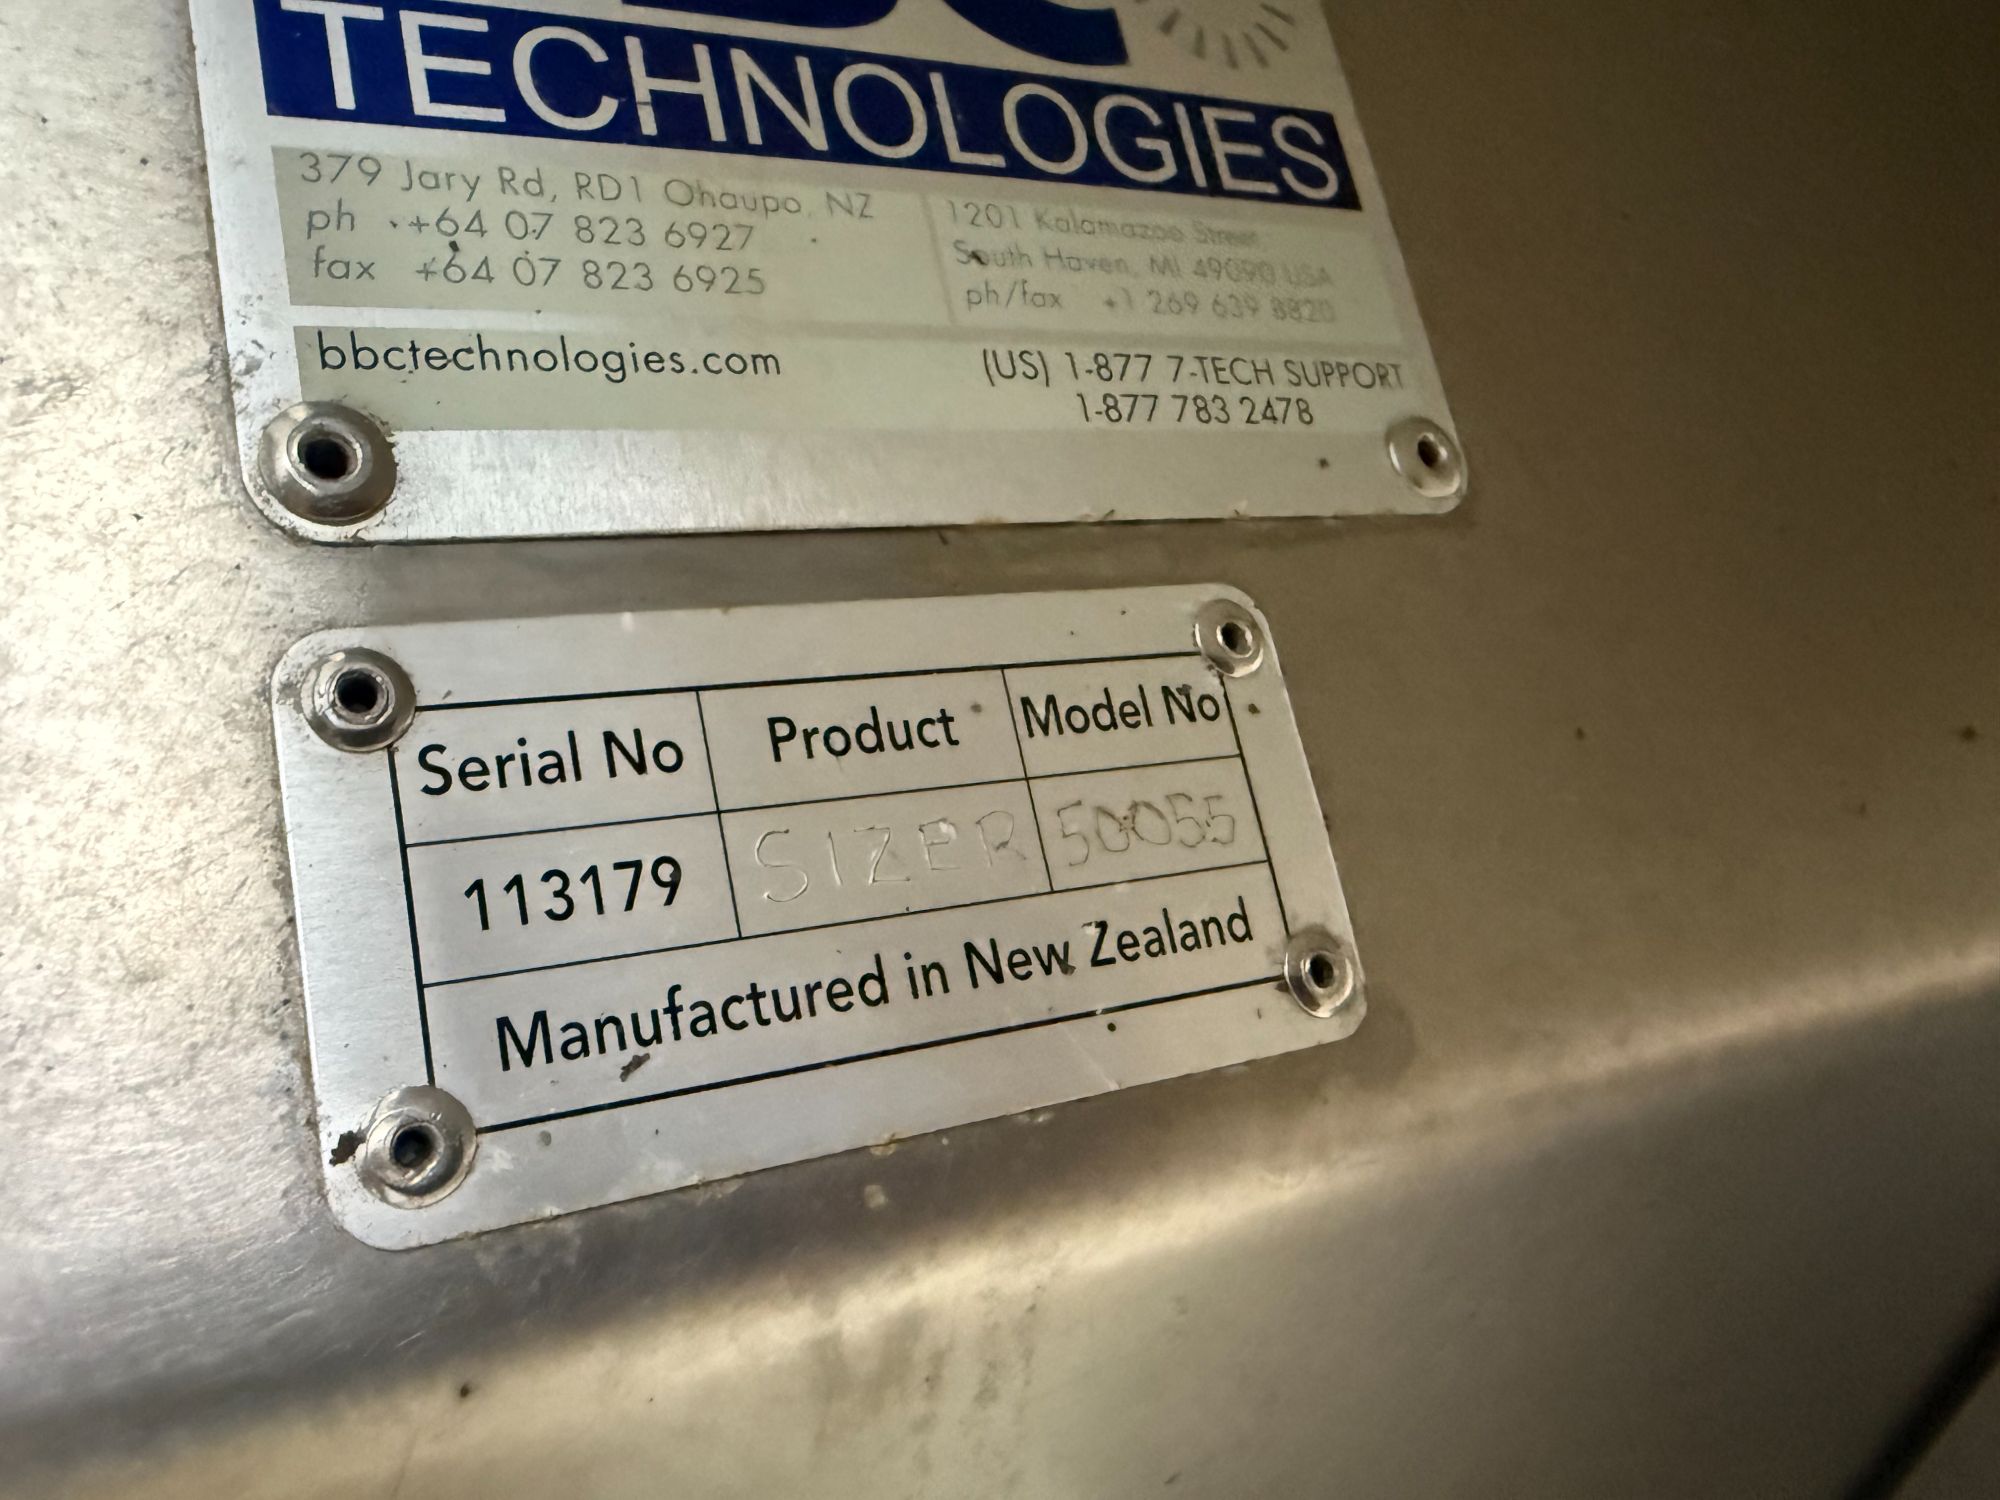 TECHNOLOGIES
379 Jary Rd, RD1 Ohaupo, NZ
ph +64 07 823 6927
fax +64 07 823 6925
1201 Kalamazoo Street
South Haven, MI 49090 USA
ph/fax +1 269 639 8820
bbctechnologies.com
(US) 1-877 7-TECH SUPPORT
1-877 783 2478
Serial No Product Model No
113179 SIZER 50055
Manufactured in New Zealand